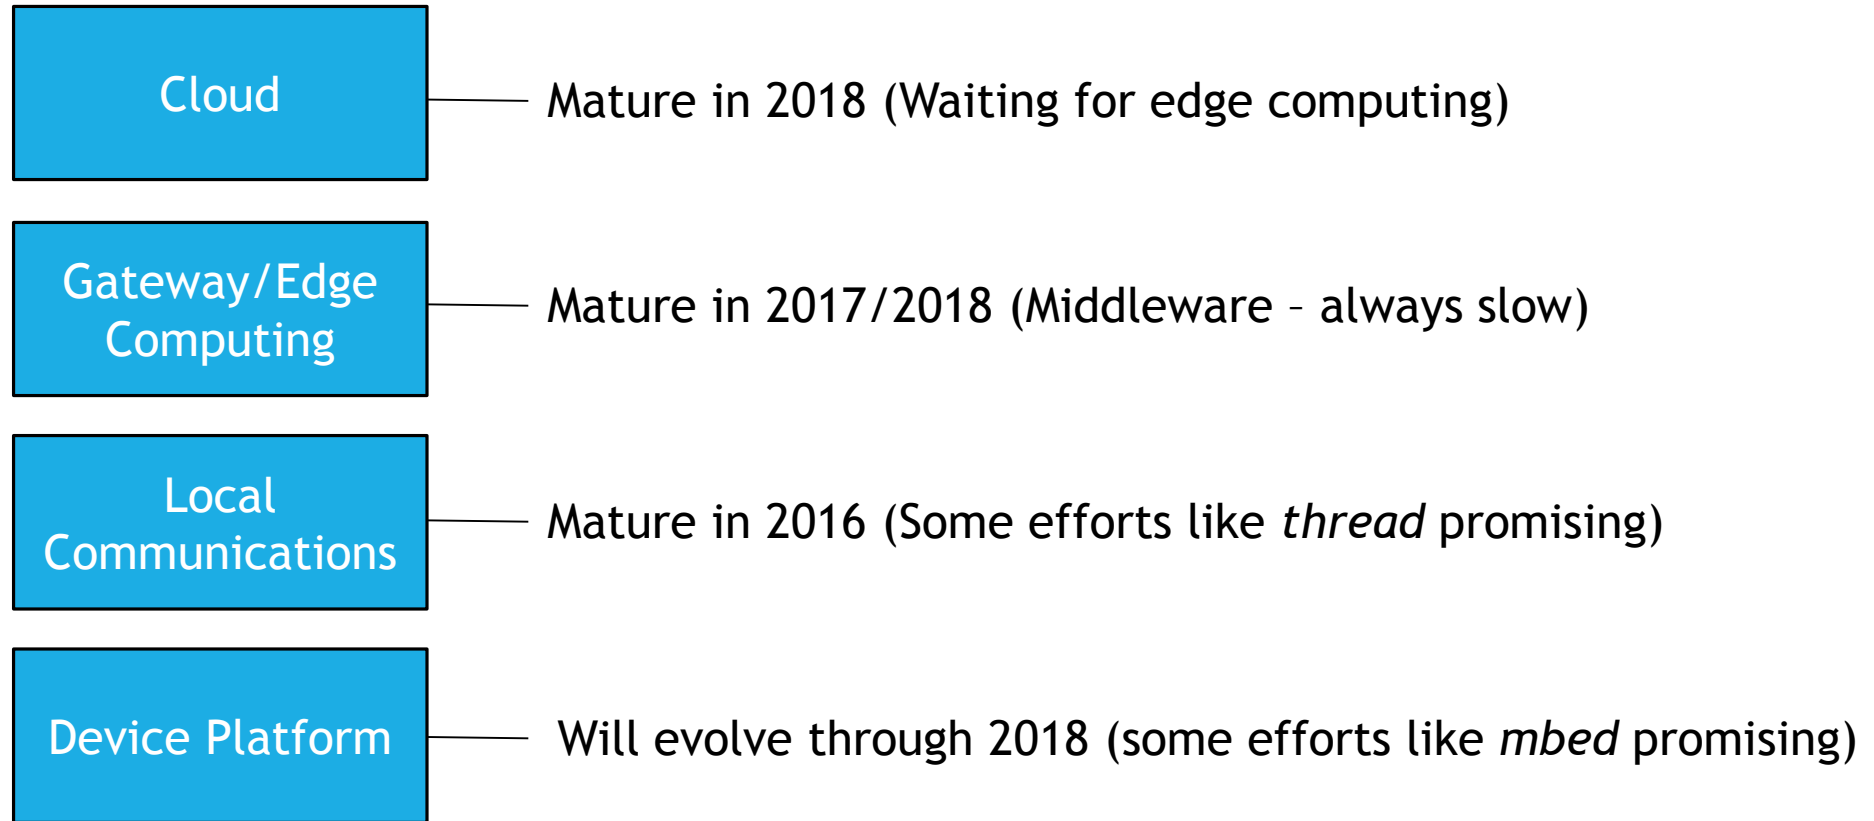 Cloud
Mature in 2018 (Waiting for edge computing)
Gateway/Edge
Computing
Mature in 2017/2018 (Middleware – always slow)
Local
Communications
Mature in 2016 (Some efforts like thread promising)
Device Platform
Will evolve through 2018 (some efforts like mbed promising)